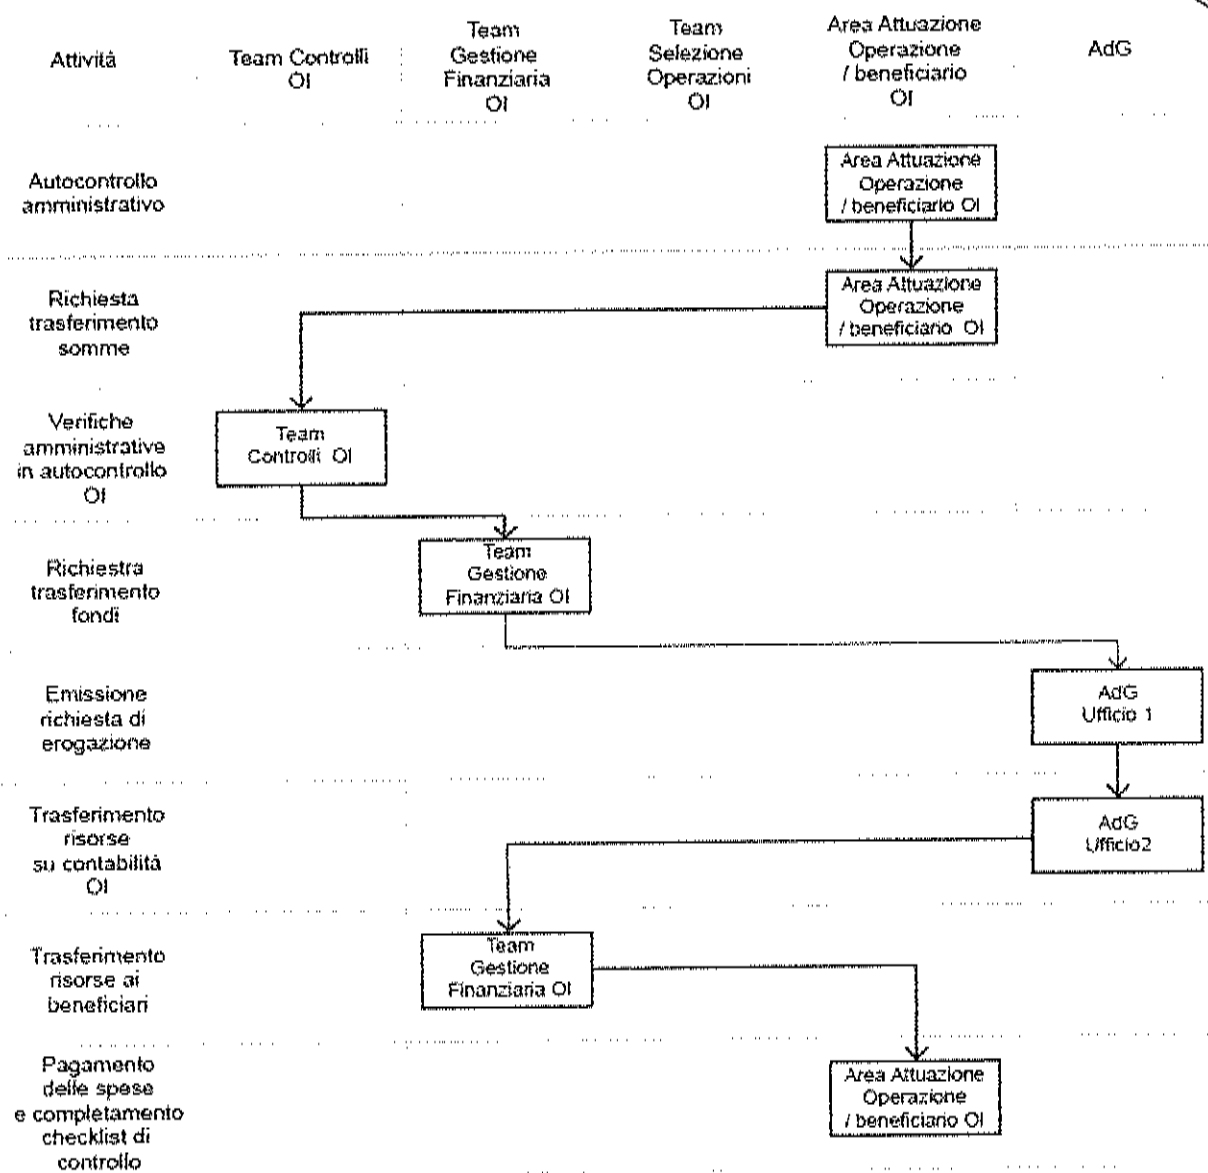 Attività
Team Controlli
OI
Team
Gestione
Finanziaria
OI
Team
Selezione
Operazioni
OI
Area Attuazione
Operazione
/ beneficiario
OI
AdG
Autocontrollo
amministrativo
Area Attuazione
Operazione
/ beneficiario OI
Richiesta
trasferimento
somme
Area Attuazione
Operazione
/ beneficiario OI
Verifiche
amministrative
in autocontrollo
OI
Team
Controlli OI
Richiestra
trasferimento
fondi
Team
Gestione
Finanziaria OI
Emissione
richiesta di
erogazione
AdG
Ufficio 1
Trasferimento
risorse
su contabilità
OI
AdG
Ufficio2
Trasferimento
risorse ai
beneficiari
Team
Gestione
Finanziaria OI
Pagamento
delle spese
e completamento
checklist di
controllo
Area Attuazione
Operazione
/ beneficiario OI